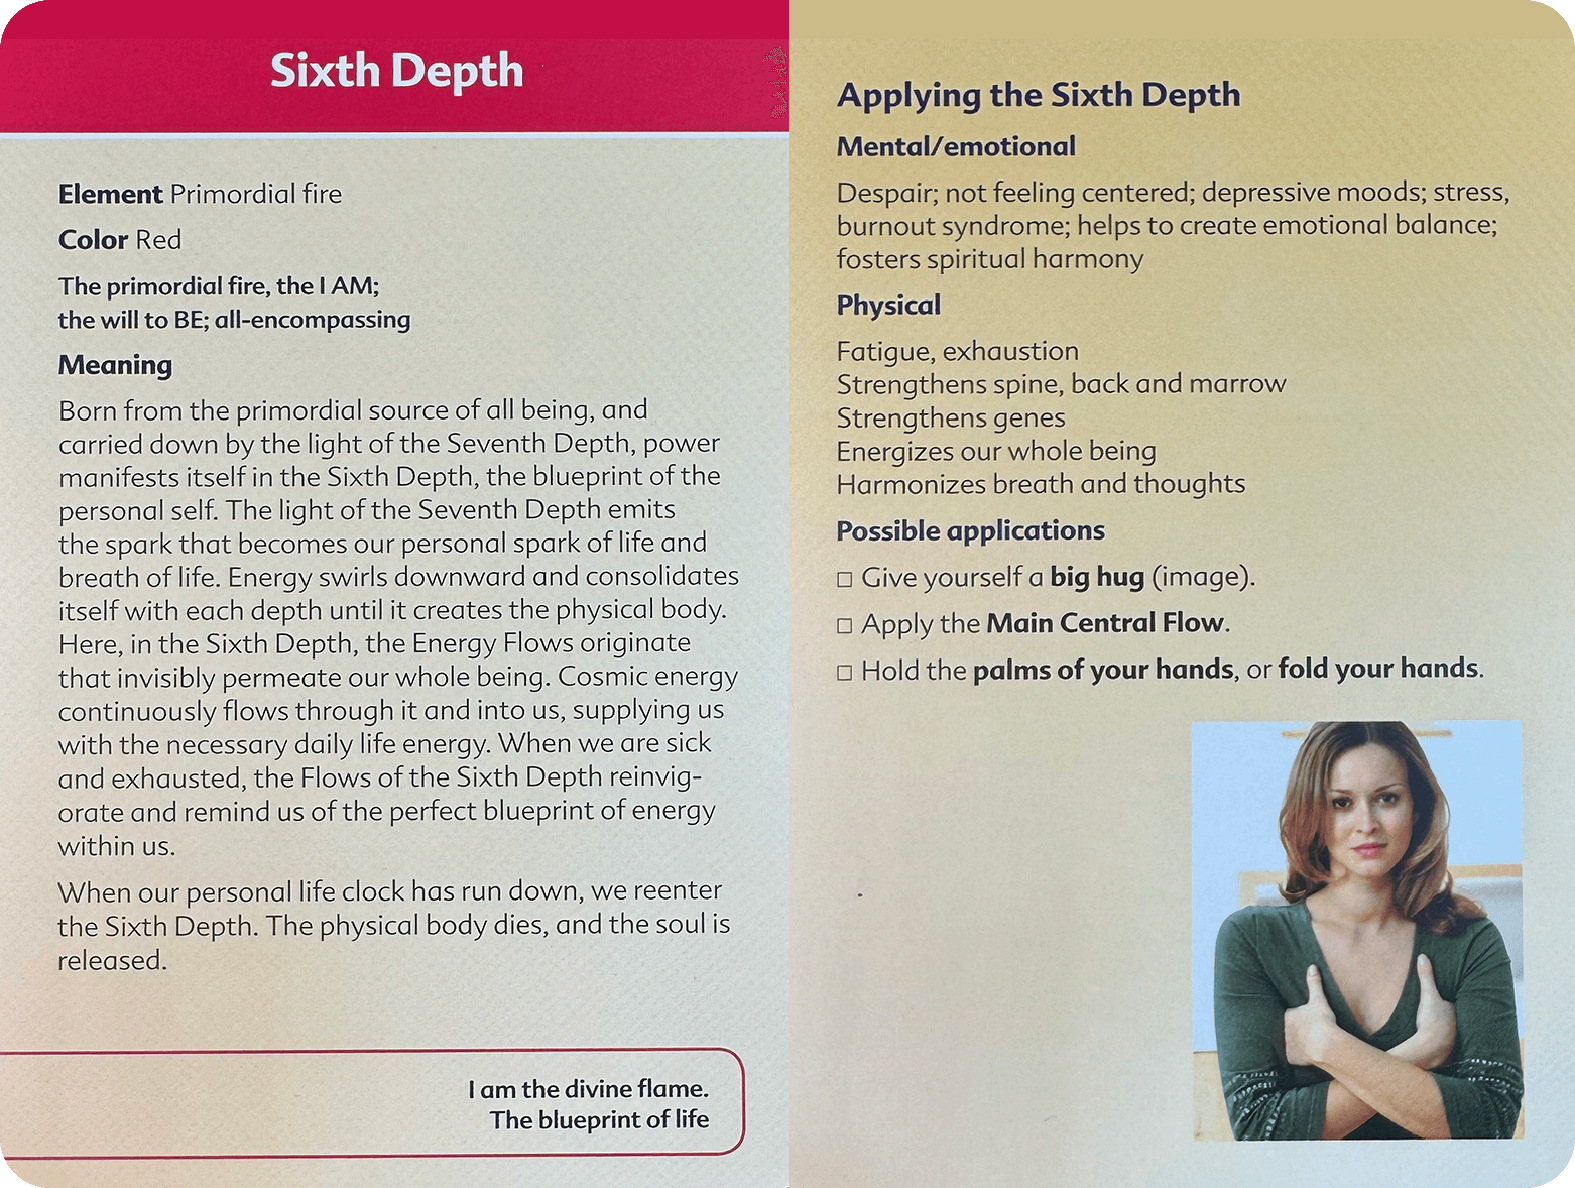 Sixth Depth
Element Primordial fire
Color Red
The primordial fire, the I AM;
the will to BE; all-encompassing
Meaning
Born from the primordial source of all being, and
carried down by the light of the Seventh Depth, power
manifests itself in the Sixth Depth, the blueprint of the
personal self. The light of the Seventh Depth emits
the spark that becomes our personal spark of life and
breath of life. Energy swirls downward and consolidates
itself with each depth until it creates the physical body.
Here, in the Sixth Depth, the Energy Flows originate
that invisibly permeate our whole being. Cosmic energy
continuously flows through it and into us, supplying us
with the necessary daily life energy. When we are sick
and exhausted, the Flows of the Sixth Depth reinvig-
orate and remind us of the perfect blueprint of energy
within us.
When our personal life clock has run down, we reenter
the Sixth Depth. The physical body dies, and the soul is
released.
I am the divine flame.
The blueprint of life
Applying the Sixth Depth
Mental/emotional
Despair; not feeling centered; depressive moods; stress,
burnout syndrome; helps to create emotional balance;
fosters spiritual harmony
Physical
Fatigue, exhaustion
Strengthens spine, back and marrow
Strengthens genes
Energizes our whole being
Harmonizes breath and thoughts
Possible applications
□ Give yourself a big hug (image).
□ Apply the Main Central Flow.
□ Hold the palms of your hands, or fold your hands.